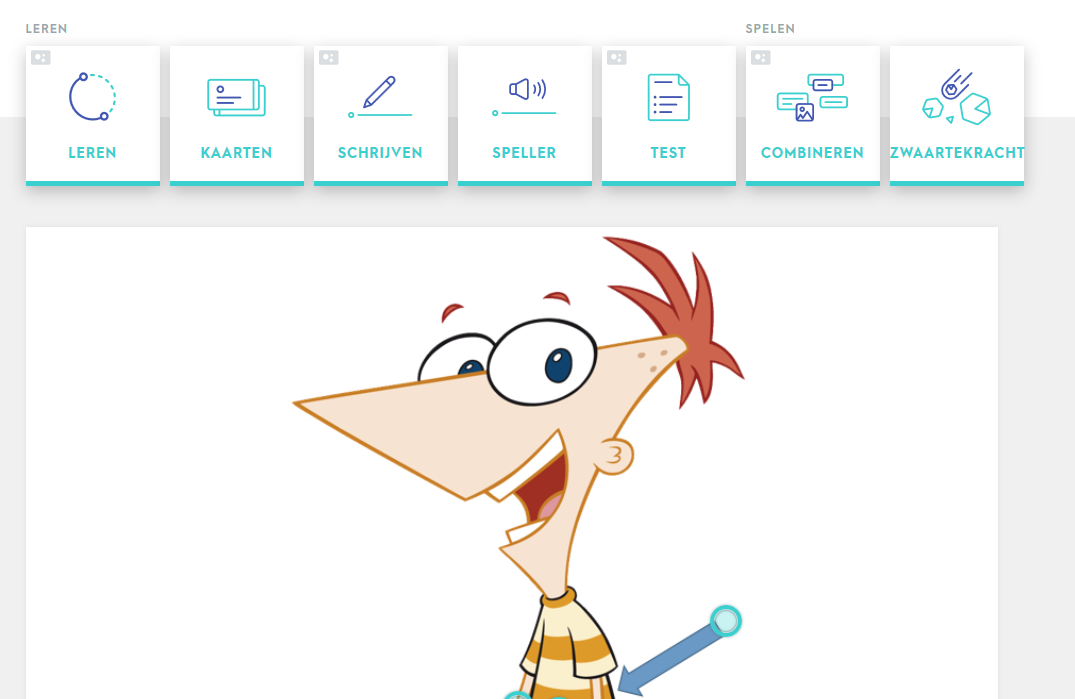 LEREN
SPELEN
LEREN
KAARTEN
SCHRIJVEN
SPELLER
TEST
COMBINEREN
ZWAARTEKRACHT